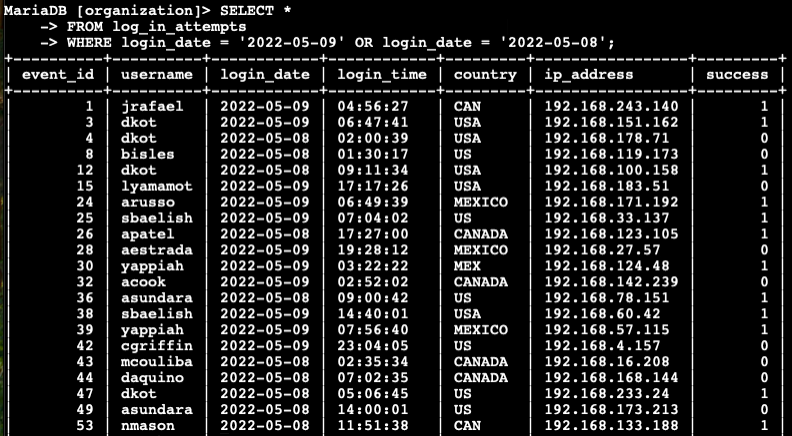 MariaDB [organization]> SELECT *
    -> FROM log_in_attempts
    -> WHERE login_date = '2022-05-09' OR login_date = '2022-05-08';
+----------+----------+------------+------------+---------+-----------------+---------+
| event_id | username | login_date | login_time | country | ip_address      | success |
+----------+----------+------------+------------+---------+-----------------+---------+
|        1 | jrafael  | 2022-05-09 | 04:56:27   | CAN     | 192.168.243.140 |       1 |
|        3 | dkot     | 2022-05-09 | 06:47:41   | USA     | 192.168.151.162 |       1 |
|        4 | dkot     | 2022-05-08 | 02:00:39   | USA     | 192.168.178.71  |       0 |
|        8 | bisles   | 2022-05-08 | 01:30:17   | US      | 192.168.119.173 |       0 |
|       12 | dkot     | 2022-05-08 | 09:11:34   | USA     | 192.168.100.158 |       1 |
|       15 | lyamamot | 2022-05-09 | 17:17:26   | USA     | 192.168.183.51  |       0 |
|       24 | arusso   | 2022-05-09 | 06:49:39   | MEXICO  | 192.168.171.192 |       1 |
|       25 | sbaelish | 2022-05-09 | 07:04:02   | US      | 192.168.33.137  |       1 |
|       26 | apatel   | 2022-05-08 | 17:27:00   | CANADA  | 192.168.123.105 |       1 |
|       28 | aestrada | 2022-05-09 | 19:28:12   | MEXICO  | 192.168.27.57   |       0 |
|       30 | yappiah  | 2022-05-09 | 03:22:22   | MEX     | 192.168.124.48  |       1 |
|       32 | acook    | 2022-05-09 | 02:52:02   | CANADA  | 192.168.142.239 |       0 |
|       36 | asundara | 2022-05-08 | 09:00:42   | US      | 192.168.78.151  |       1 |
|       38 | sbaelish | 2022-05-09 | 14:40:01   | USA     | 192.168.60.42   |       1 |
|       39 | yappiah  | 2022-05-09 | 07:56:40   | MEXICO  | 192.168.57.115  |       1 |
|       42 | cgriffin | 2022-05-09 | 23:04:05   | US      | 192.168.4.157   |       0 |
|       43 | mcouliba | 2022-05-08 | 02:35:34   | CANADA  | 192.168.16.208  |       0 |
|       44 | daquino  | 2022-05-08 | 07:02:35   | CANADA  | 192.168.168.144 |       0 |
|       47 | dkot     | 2022-05-08 | 05:06:45   | US      | 192.168.233.24  |       1 |
|       49 | asundara | 2022-05-08 | 14:00:01   | US      | 192.168.173.213 |       0 |
|       53 | nmason   | 2022-05-08 | 11:51:38   | CAN     | 192.168.133.188 |       1 |